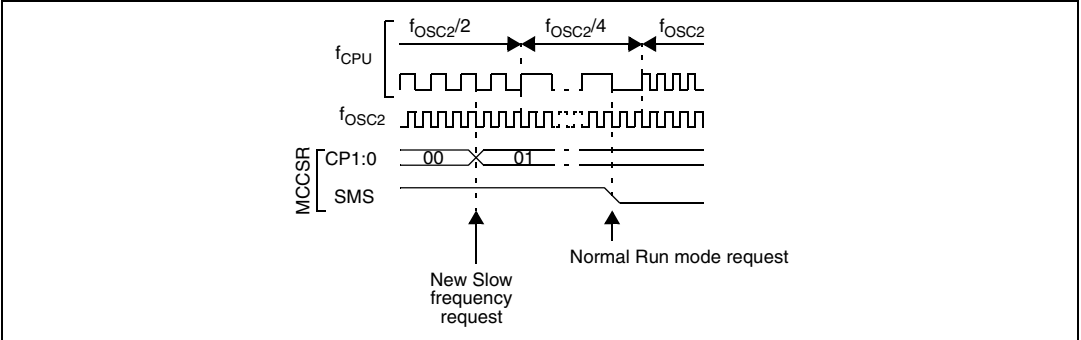 fOSC2/2 fOSC2/4 fOSC2
fCPU
fOSC2
MCCSR
CP1:0 00 01
SMS
Normal Run mode request
New Slow
frequency
request